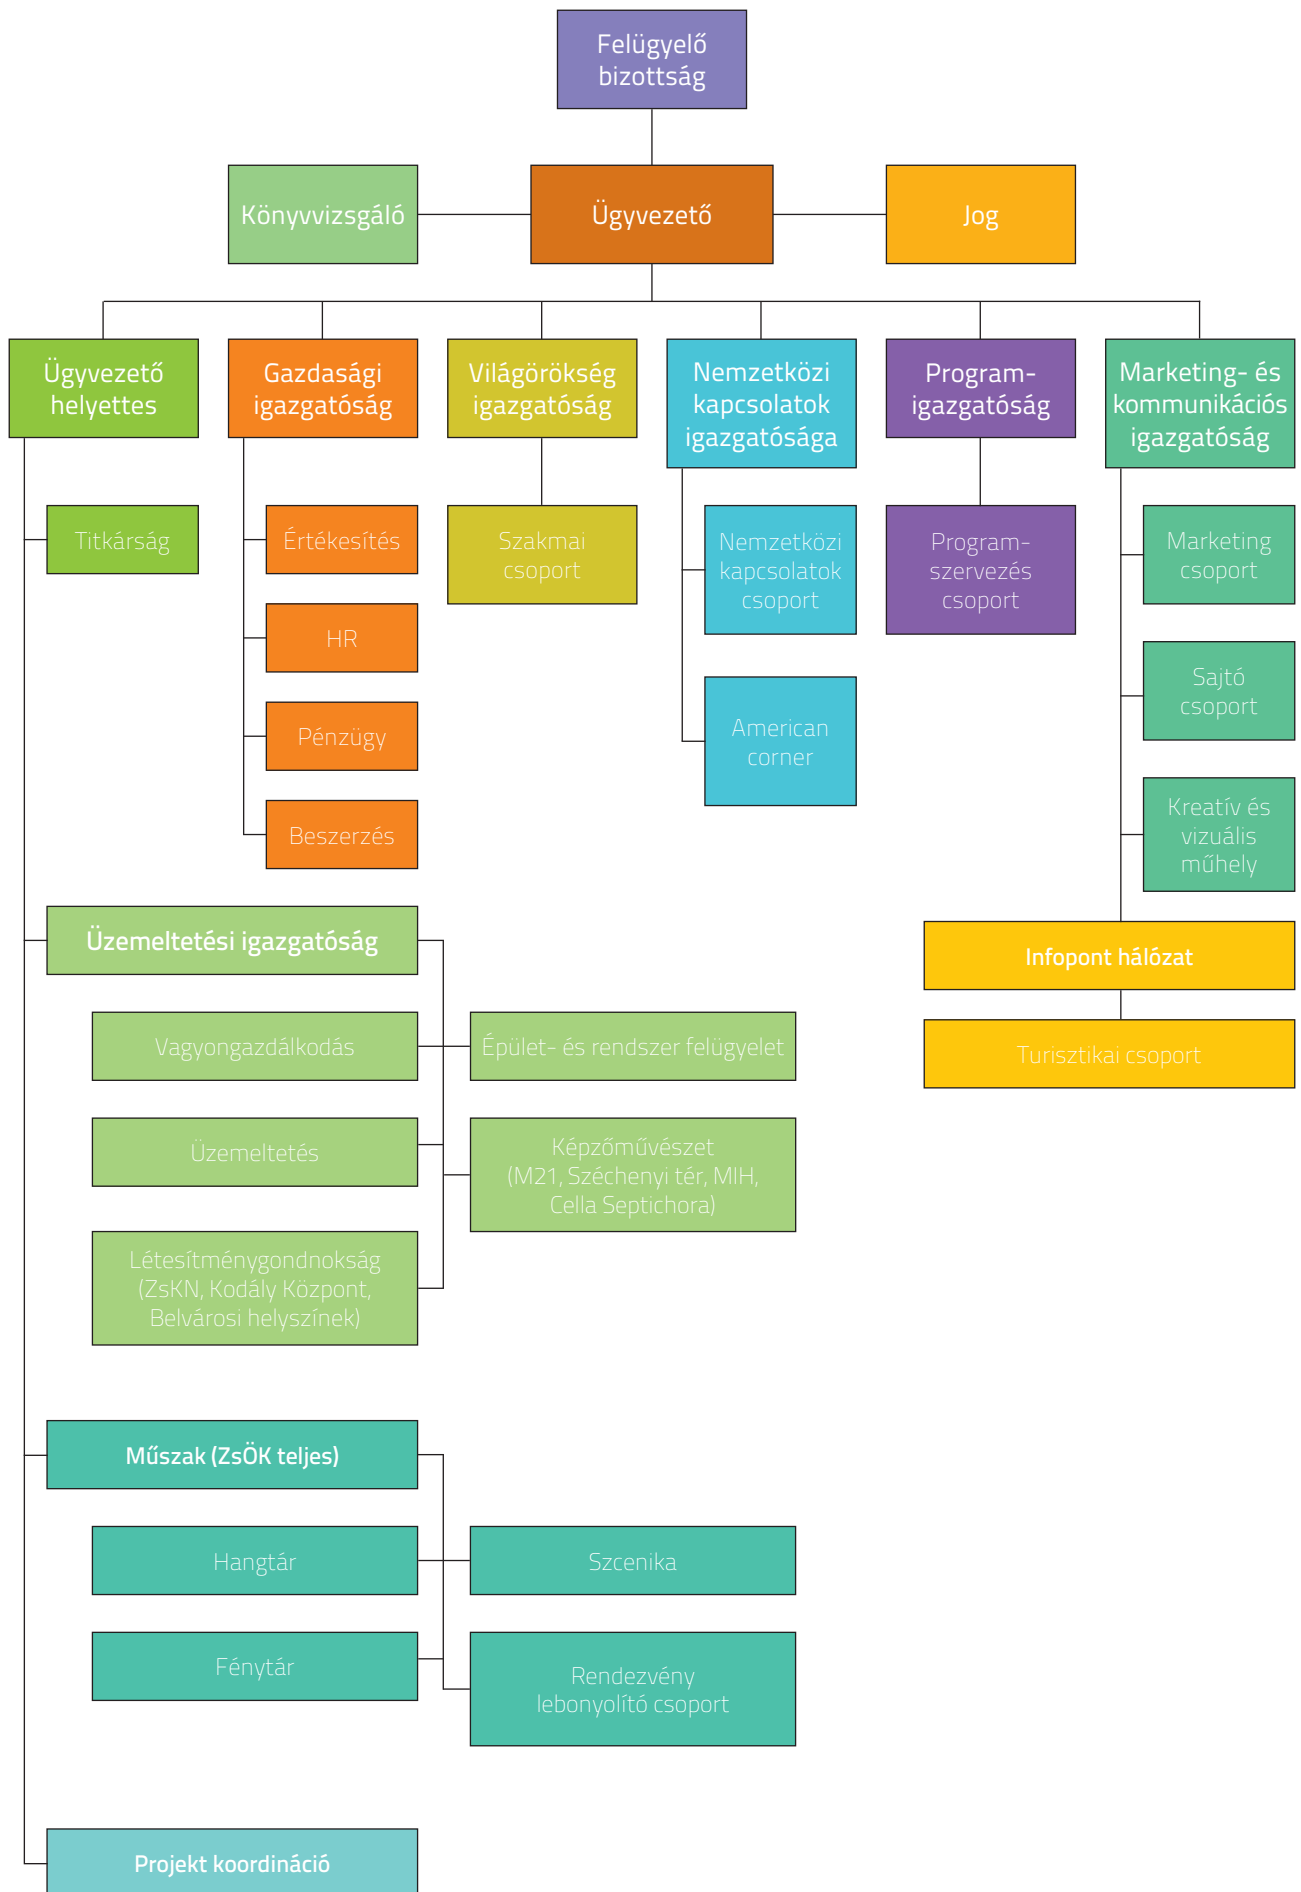 Felügyelő
bizottság
Könyvvizsgáló
Ügyvezető
Jog
Ügyvezető
helyettes
Gazdasági
igazgatóság
Világörökség
igazgatóság
Nemzetközi
kapcsolatok
igazgatósága
Program-
igazgatóság
Marketing- és
kommunikációs
igazgatóság
Titkárság
Értékesítés
HR
Pénzügy
Beszerzés
Szakmai
csoport
Nemzetközi
kapcsolatok
csoport
American
corner
Program-
szervezés
csoport
Marketing
csoport
Sajtó
csoport
Kreatív és
vizuális
műhely
Infopont hálózat
Turisztikai csoport
Üzemeltetési igazgatóság
Vagyongazdálkodás
Épület- és rendszer felügyelet
Üzemeltetés
Képzőművészet
(M21, Széchenyi tér, MIH,
Cella Septichora)
Létesítménygondnokság
(ZsKN, Kodály Központ,
Belvárosi helyszínek)
Műszak (ZsÖK teljes)
Hangtár
Szcenika
Fénytár
Rendezvény
lebonyolító csoport
Projekt koordináció